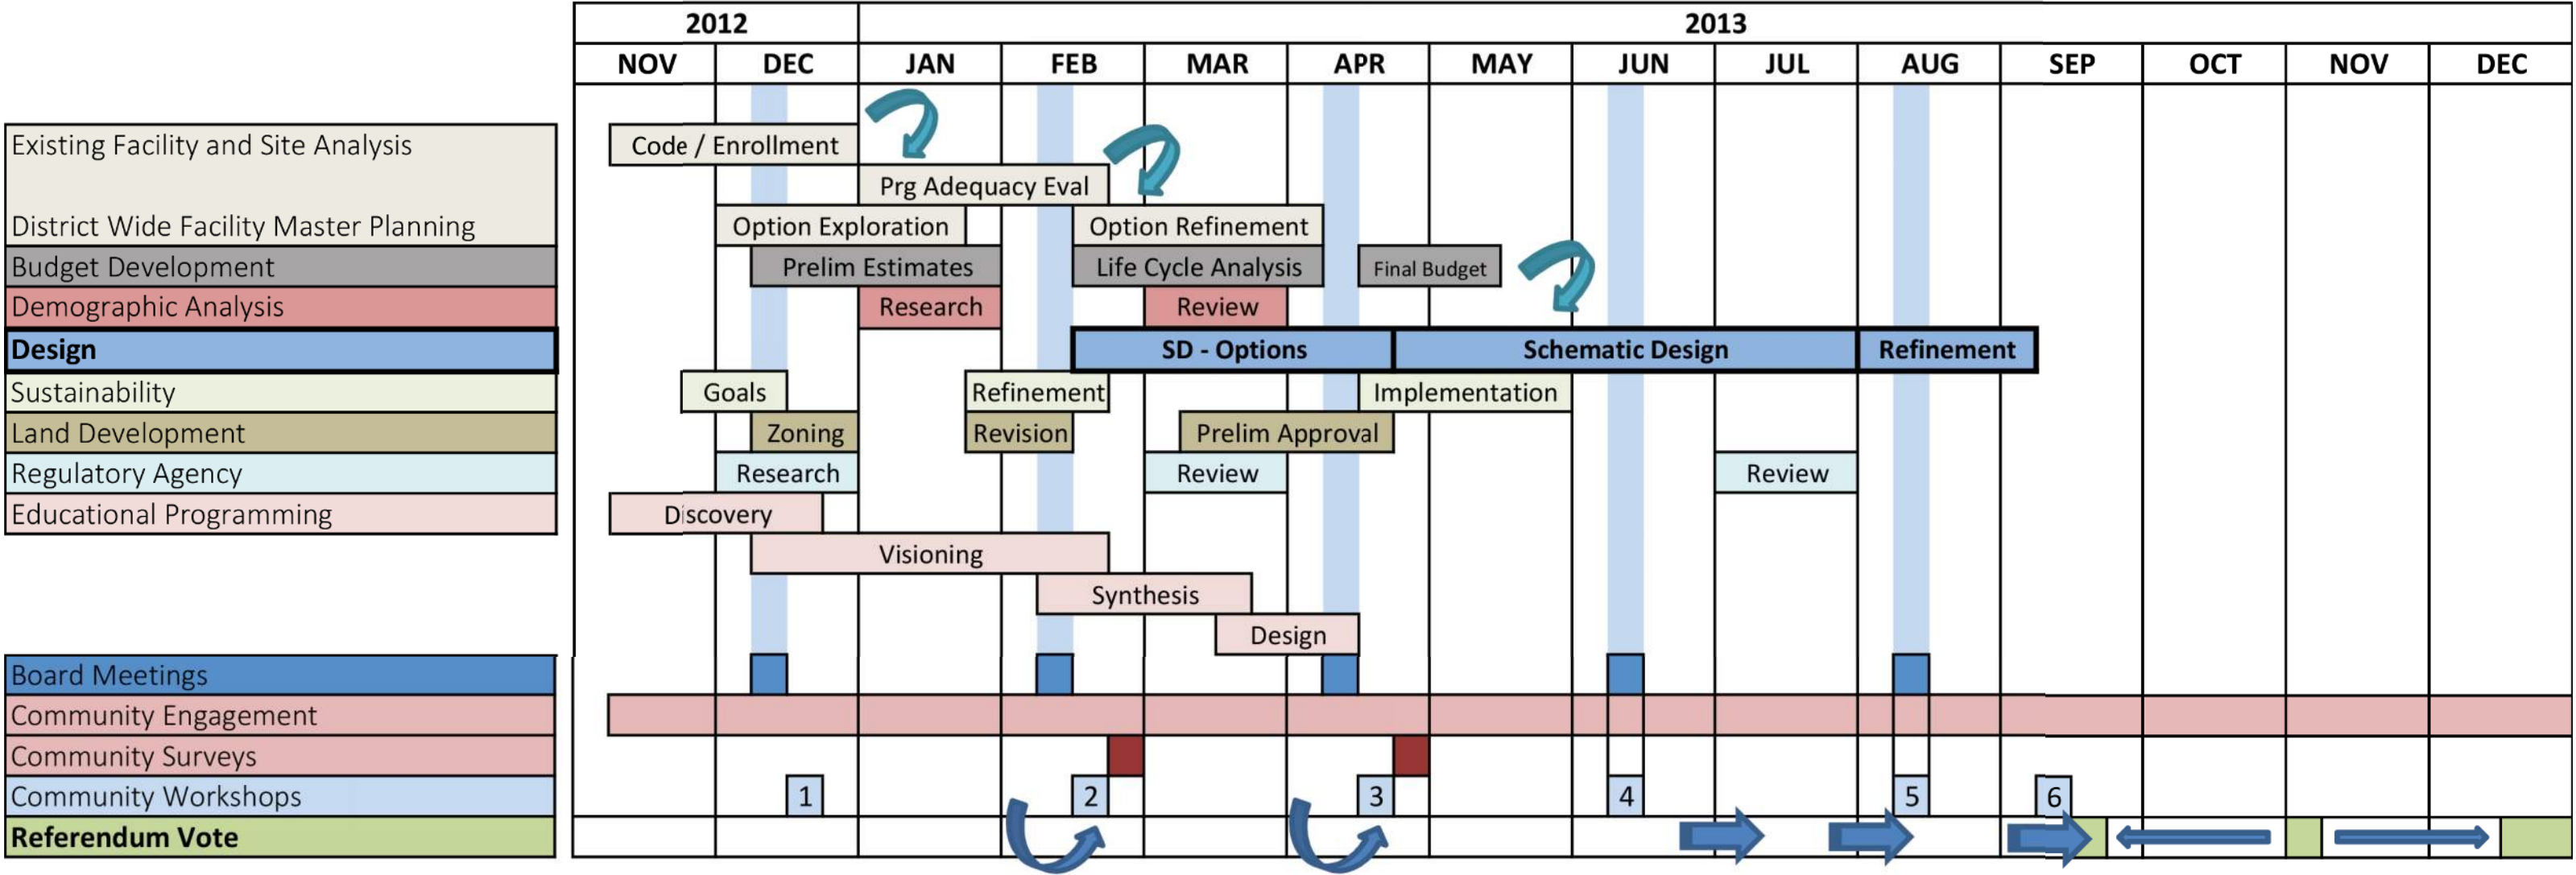 2012 2013
NOV DEC JAN FEB MAR APR MAY JUN JUL AUG SEP OCT NOV DEC
Existing Facility and Site Analysis Code / Enrollment
Prg Adequacy Eval
District Wide Facility Master Planning Option Exploration Option Refinement
Budget Development Prelim Estimates Life Cycle Analysis Final Budget
Demographic Analysis Research Review
Design SD - Options Schematic Design Refinement
Sustainability Goals Refinement Implementation
Land Development Zoning Revision Prelim Approval
Regulatory Agency Research Review Review
Educational Programming Discovery
Visioning
Synthesis
Design
Board Meetings
Community Engagement
Community Surveys
Community Workshops 1 2 3 4 5 6
Referendum Vote